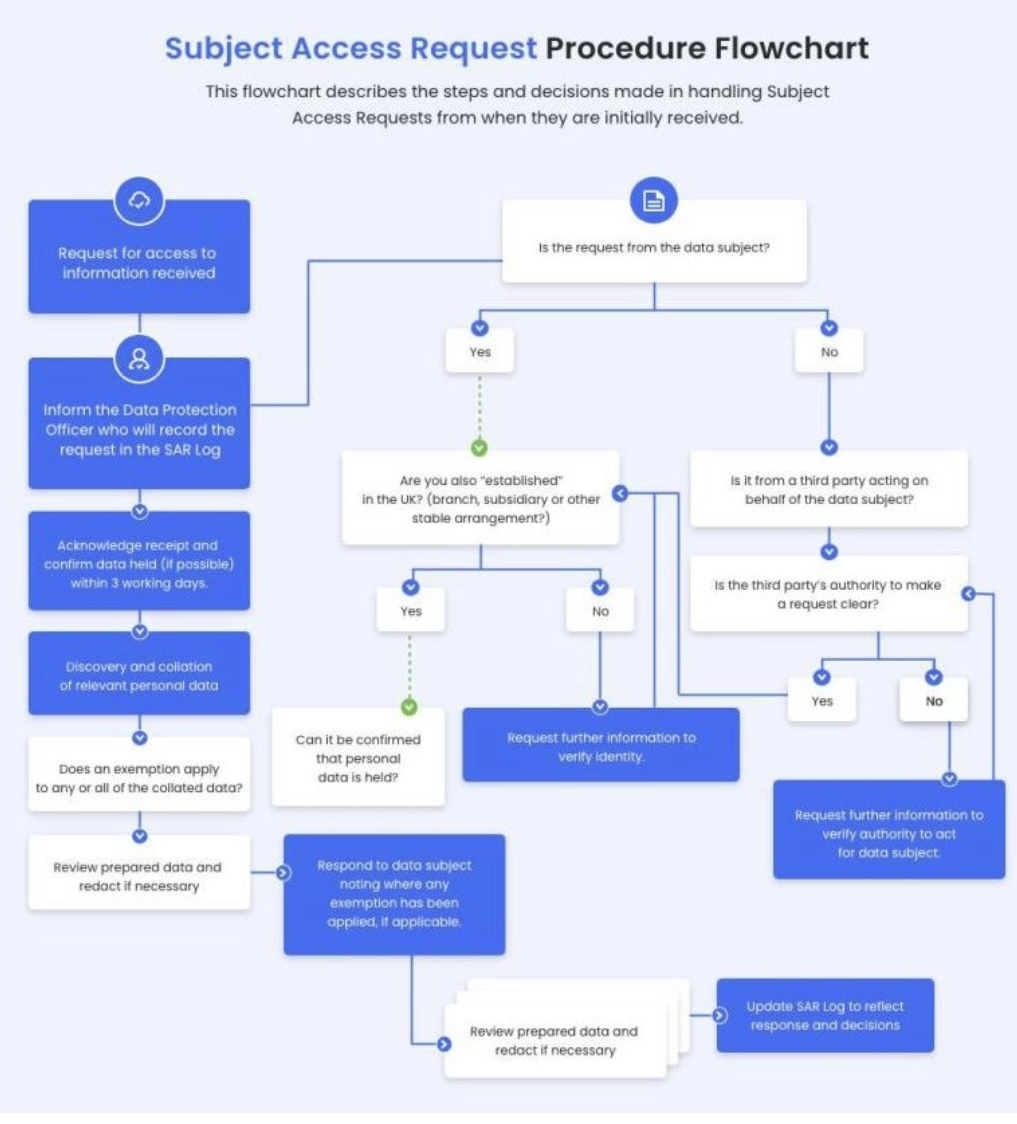 Subject Access Request Procedure Flowchart
This flowchart describes the steps and decisions made in handling Subject
Access Requests from when they are initially received.
Request for access to
information received
Inform the Data Protection
Officer who will record the
request in the SAR Log
Acknowledge receipt and
confirm data held (if possible)
within 3 working days.
Discovery and collation
of relevant personal data
Does an exemption apply
to any or all of the collated data?
Review prepared data and
redact if necessary
Is the request from the data subject?
Yes
No
Are you also "established"
in the UK? (branch, subsidiary or other
stable arrangement?)
Is it from a third party acting on
behalf of the data subject?
Is the third party's authority to make
a request clear?
Yes
No
Yes
No
Can it be confirmed
that personal
data is held?
Request further information to
verify identity.
Request further information to
verify authority to act
for data subject.
Respond to data subject
noting where any
exemption has been
applied, if applicable.
Review prepared data and
redact if necessary
Update SAR Log to reflect
response and decisions